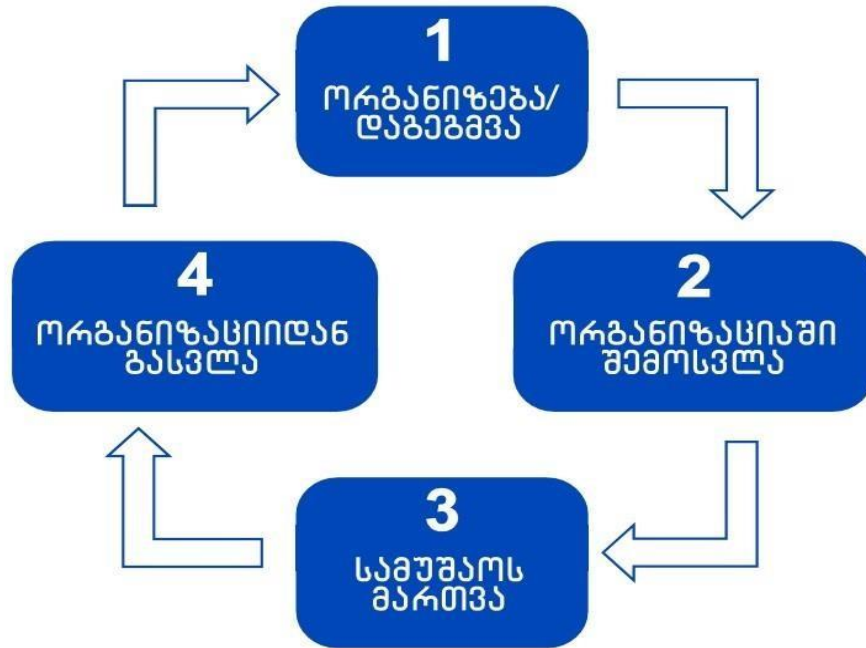 1
ᲝᲠᲒᲐᲜᲘᲖᲔᲑᲐ/
ᲓᲐᲒᲔᲒᲛᲕᲐ
2
ᲝᲠᲒᲐᲜᲘᲖᲐᲪᲘᲐᲨᲘ
ᲨᲔᲛᲝᲡᲕᲚᲐ
3
ᲡᲐᲛᲣᲨᲐᲝᲡ
ᲛᲐᲠᲗᲕᲐ
4
ᲝᲠᲒᲐᲜᲘᲖᲐᲪᲘᲘᲓᲐᲜ
ᲒᲐᲡᲕᲚᲐ